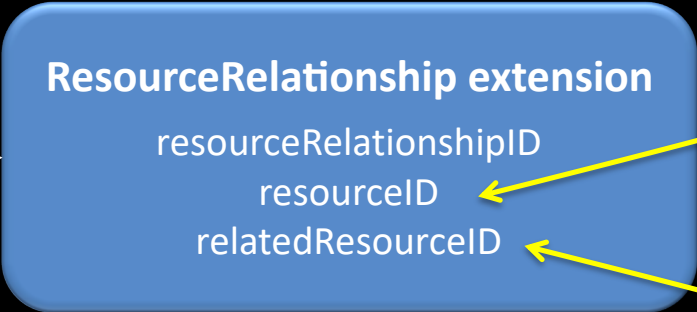 ResourceRelationship extension
resourceRelationshipID
resourceID
relatedResourceID